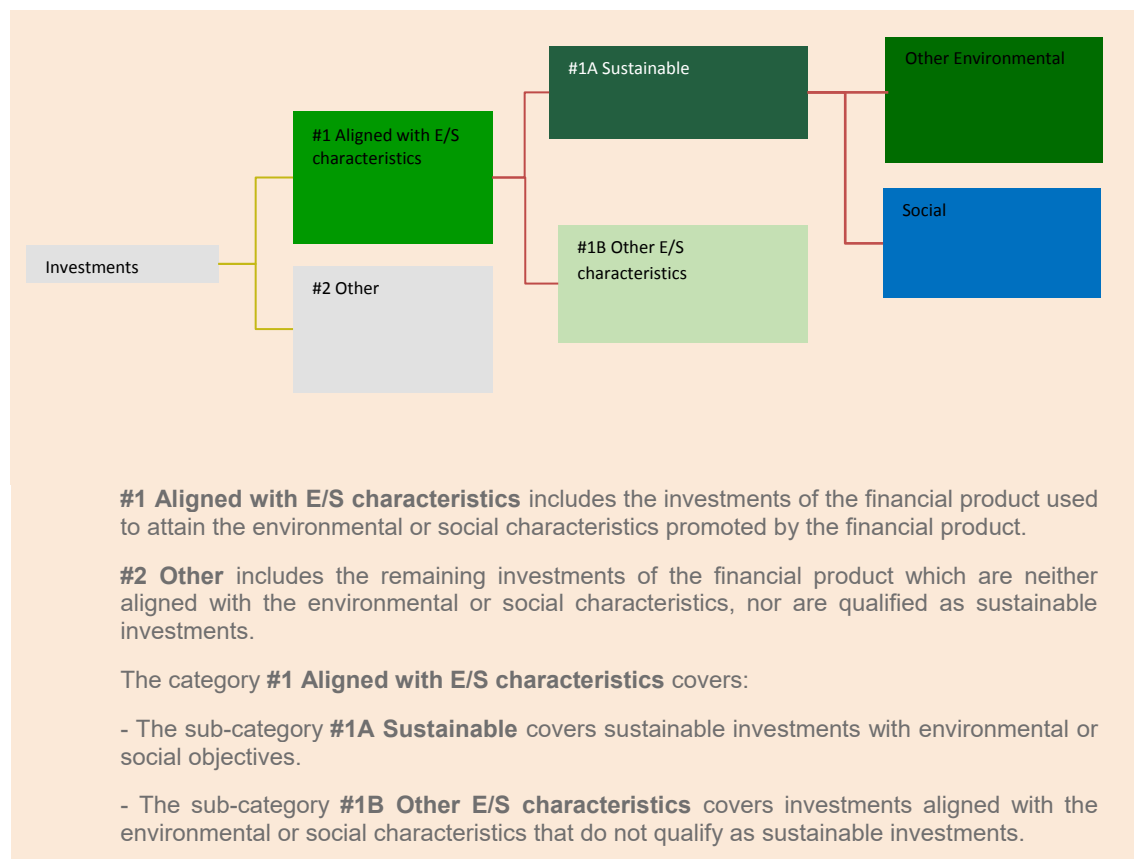 #1A Sustainable
Other Environmental
#1 Aligned with E/S
characteristics
Social
#1B Other E/S
characteristics
Investments
#2 Other
#1 Aligned with E/S characteristics includes the investments of the financial product used
to attain the environmental or social characteristics promoted by the financial product.
#2 Other includes the remaining investments of the financial product which are neither
aligned with the environmental or social characteristics, nor are qualified as sustainable
investments.
The category #1 Aligned with E/S characteristics covers:
- The sub-category #1A Sustainable covers sustainable investments with environmental or
social objectives.
- The sub-category #1B Other E/S characteristics covers investments aligned with the
environmental or social characteristics that do not qualify as sustainable investments.